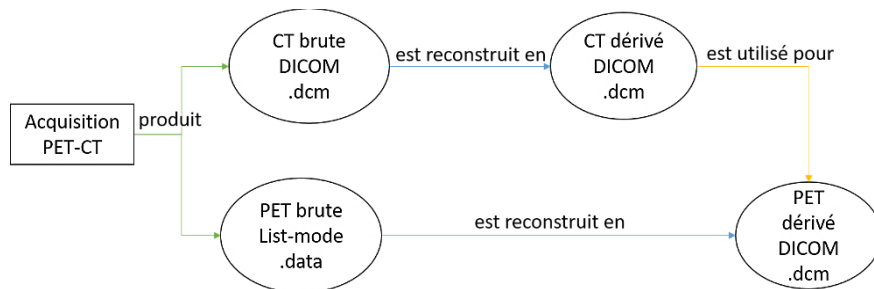 CT brute
DICOM
.dcm
est reconstruit en
CT dérivé
DICOM
.dcm
est utilisé pour
Acquisition
PET-CT
produit
PET brute
List-mode
.data
est reconstruit en
PET
dérivé
DICOM
.dcm